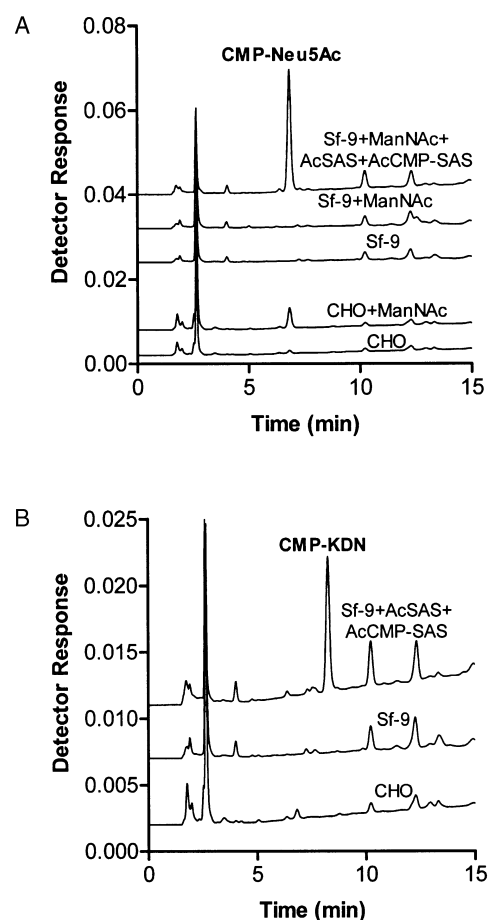 A
0.08
0.06
0.04
0.02
0.00
Detector Response
CMP-Neu5Ac
Sf-9+ManNAc+
AcSAS+AcCMP-SAS
Sf-9+ManNAc
Sf-9
CHO+ManNAc
CHO
0 5 10 15
Time (min)
B
0.025
0.020
0.015
0.010
0.005
0.000
Detector Response
CMP-KDN
Sf-9+AcSAS+
AcCMP-SAS
Sf-9
CHO
0 5 10 15
Time (min)